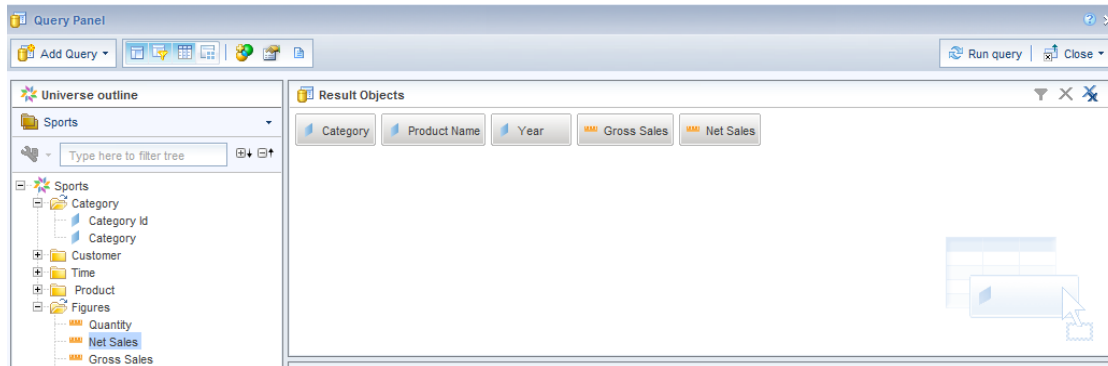 Query Panel
Add Query
Run query
Close
Universe outline
Sports
Type here to filter tree
Sports
Category
Category Id
Category
Customer
Time
Product
Figures
Quantity
Net Sales
Gross Sales
Result Objects
Category Product Name Year Gross Sales Net Sales